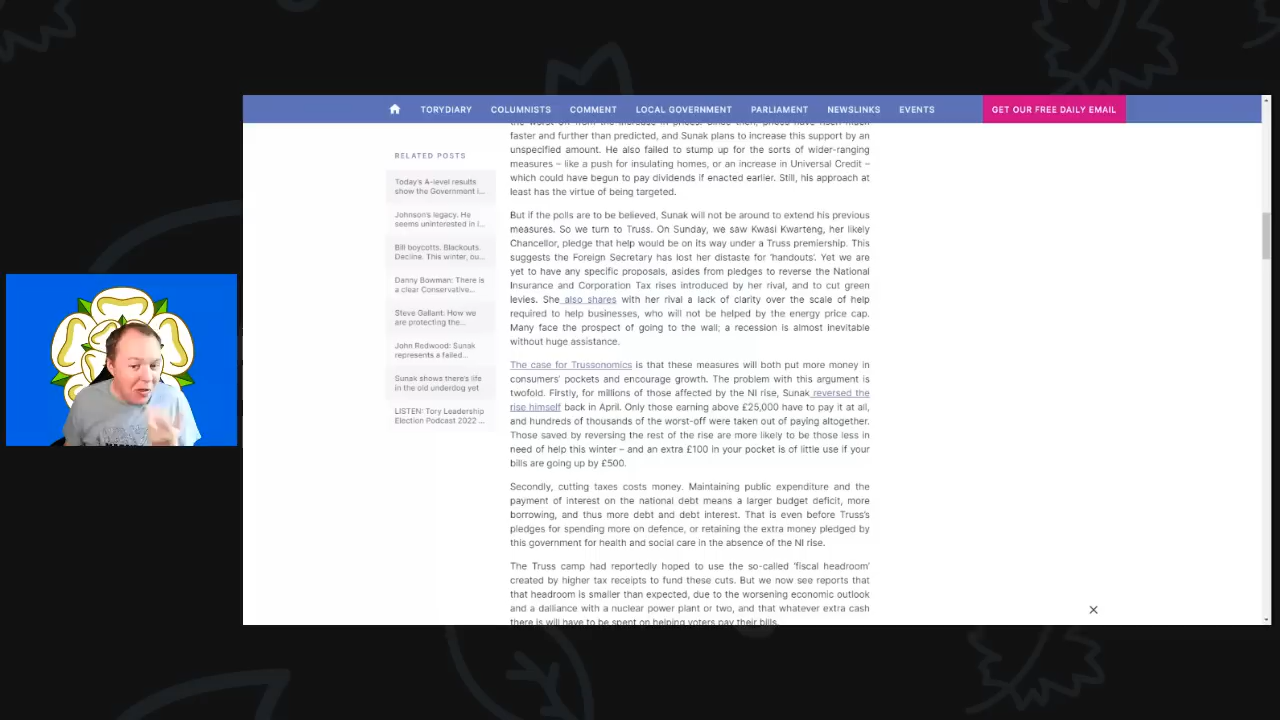 TORYDIARY COLUMNISTS COMMENT LOCAL GOVERNMENT PARLIAMENT NEWSLINKS EVENTS GET OUR FREE DAILY EMAIL
RELATED POSTS
Today's A-level results
show the Government i...
Johnson's legacy. He
seems uninterested in i...
Bill boycotts. Blackouts.
Decline. This winter, ou...
Danny Bowman: There is
a clear Conservative...
Steve Gallant: How we
are protecting the...
John Redwood: Sunak
represents a failed...
Sunak shows there's life
in the old underdog yet
LISTEN: Tory Leadership
Election Podcast 2022 ...
faster and further than predicted, and Sunak plans to increase this support by an
unspecified amount. He also failed to stump up for the sorts of wider-ranging
measures – like a push for insulating homes, or an increase in Universal Credit –
which could have begun to pay dividends if enacted earlier. Still, his approach at
least has the virtue of being targeted.
But if the polls are to be believed, Sunak will not be around to extend his previous
measures. So we turn to Truss. On Sunday, we saw Kwasi Kwarteng, her likely
Chancellor, pledge that help would be on its way under a Truss premiership. This
suggests the Foreign Secretary has lost her distaste for 'handouts'. Yet we are
yet to have any specific proposals, asides from pledges to reverse the National
Insurance and Corporation Tax rises introduced by her rival, and to cut green
levies. She also shares with her rival a lack of clarity over the scale of help
required to help businesses, who will not be helped by the energy price cap.
Many face the prospect of going to the wall; a recession is almost inevitable
without huge assistance.
The case for Trussonomics is that these measures will both put more money in
consumers' pockets and encourage growth. The problem with this argument is
twofold. Firstly, for millions of those affected by the NI rise, Sunak reversed the
rise himself back in April. Only those earning above £25,000 have to pay it at all,
and hundreds of thousands of the worst-off were taken out of paying altogether.
Those saved by reversing the rest of the rise are more likely to be those less in
need of help this winter – and an extra £100 in your pocket is of little use if your
bills are going up by £500.
Secondly, cutting taxes costs money. Maintaining public expenditure and the
payment of interest on the national debt means a larger budget deficit, more
borrowing, and thus more debt and debt interest. That is even before Truss's
pledges for spending more on defence, or retaining the extra money pledged by
this government for health and social care in the absence of the NI rise.
The Truss camp had reportedly hoped to use the so-called 'fiscal headroom'
created by higher tax receipts to fund these cuts. But we now see reports that
that headroom is smaller than expected, due to the worsening economic outlook
and a dalliance with a nuclear power plant or two, and that whatever extra cash
there is will have to be spent on helping voters pay their bills.